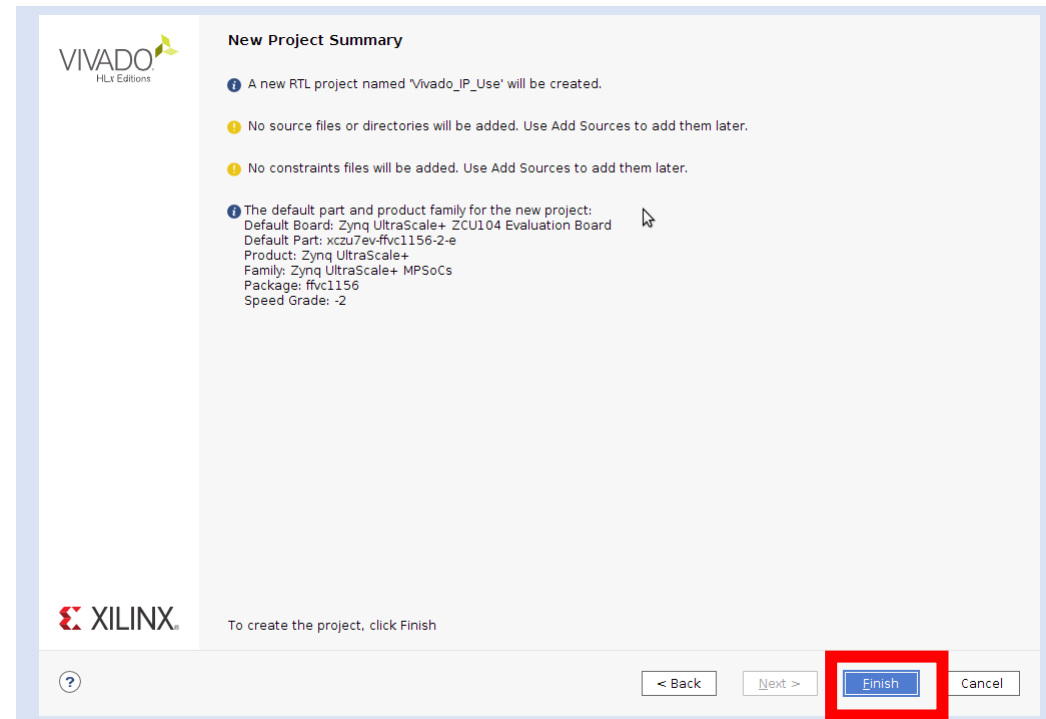 VIVADO
HLx Editions
New Project Summary
A new RTL project named 'Vivado_IP_Use' will be created.
No source files or directories will be added. Use Add Sources to add them later.
No constraints files will be added. Use Add Sources to add them later.
The default part and product family for the new project:
Default Board: Zynq UltraScale+ ZCU104 Evaluation Board
Default Part: xczu7ev-ffvc1156-2-e
Product: Zynq UltraScale+
Family: Zynq UltraScale+ MPSoCs
Package: ffvc1156
Speed Grade: -2
XILINX
To create the project, click Finish
?
< Back
Next >
Finish
Cancel